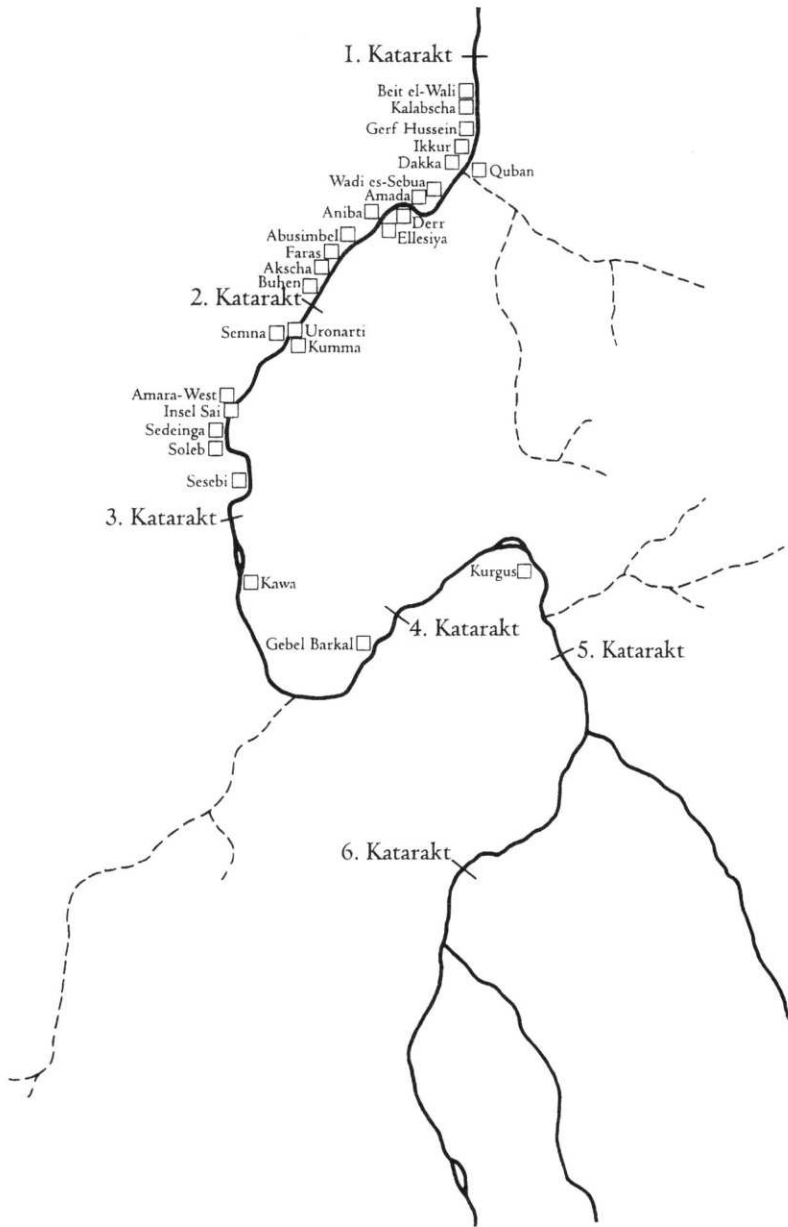 1. Katarakt
Beit el-Wali
Kalabscha
Gerf Hussein
Ikkur
Dakka
Quban
Wadi es-Sebua
Amada
Aniba
Derr
Ellesiya
Abusimbel
Faras
Akscha
Buhen
2. Katarakt
Semna
Uronarti
Kumma
Amara-West
Insel Sai
Sedeinga
Soleb
Sesebi
3. Katarakt
Kurgus
Kawa
4. Katarakt
Gebel Barkal
5. Katarakt
6. Katarakt